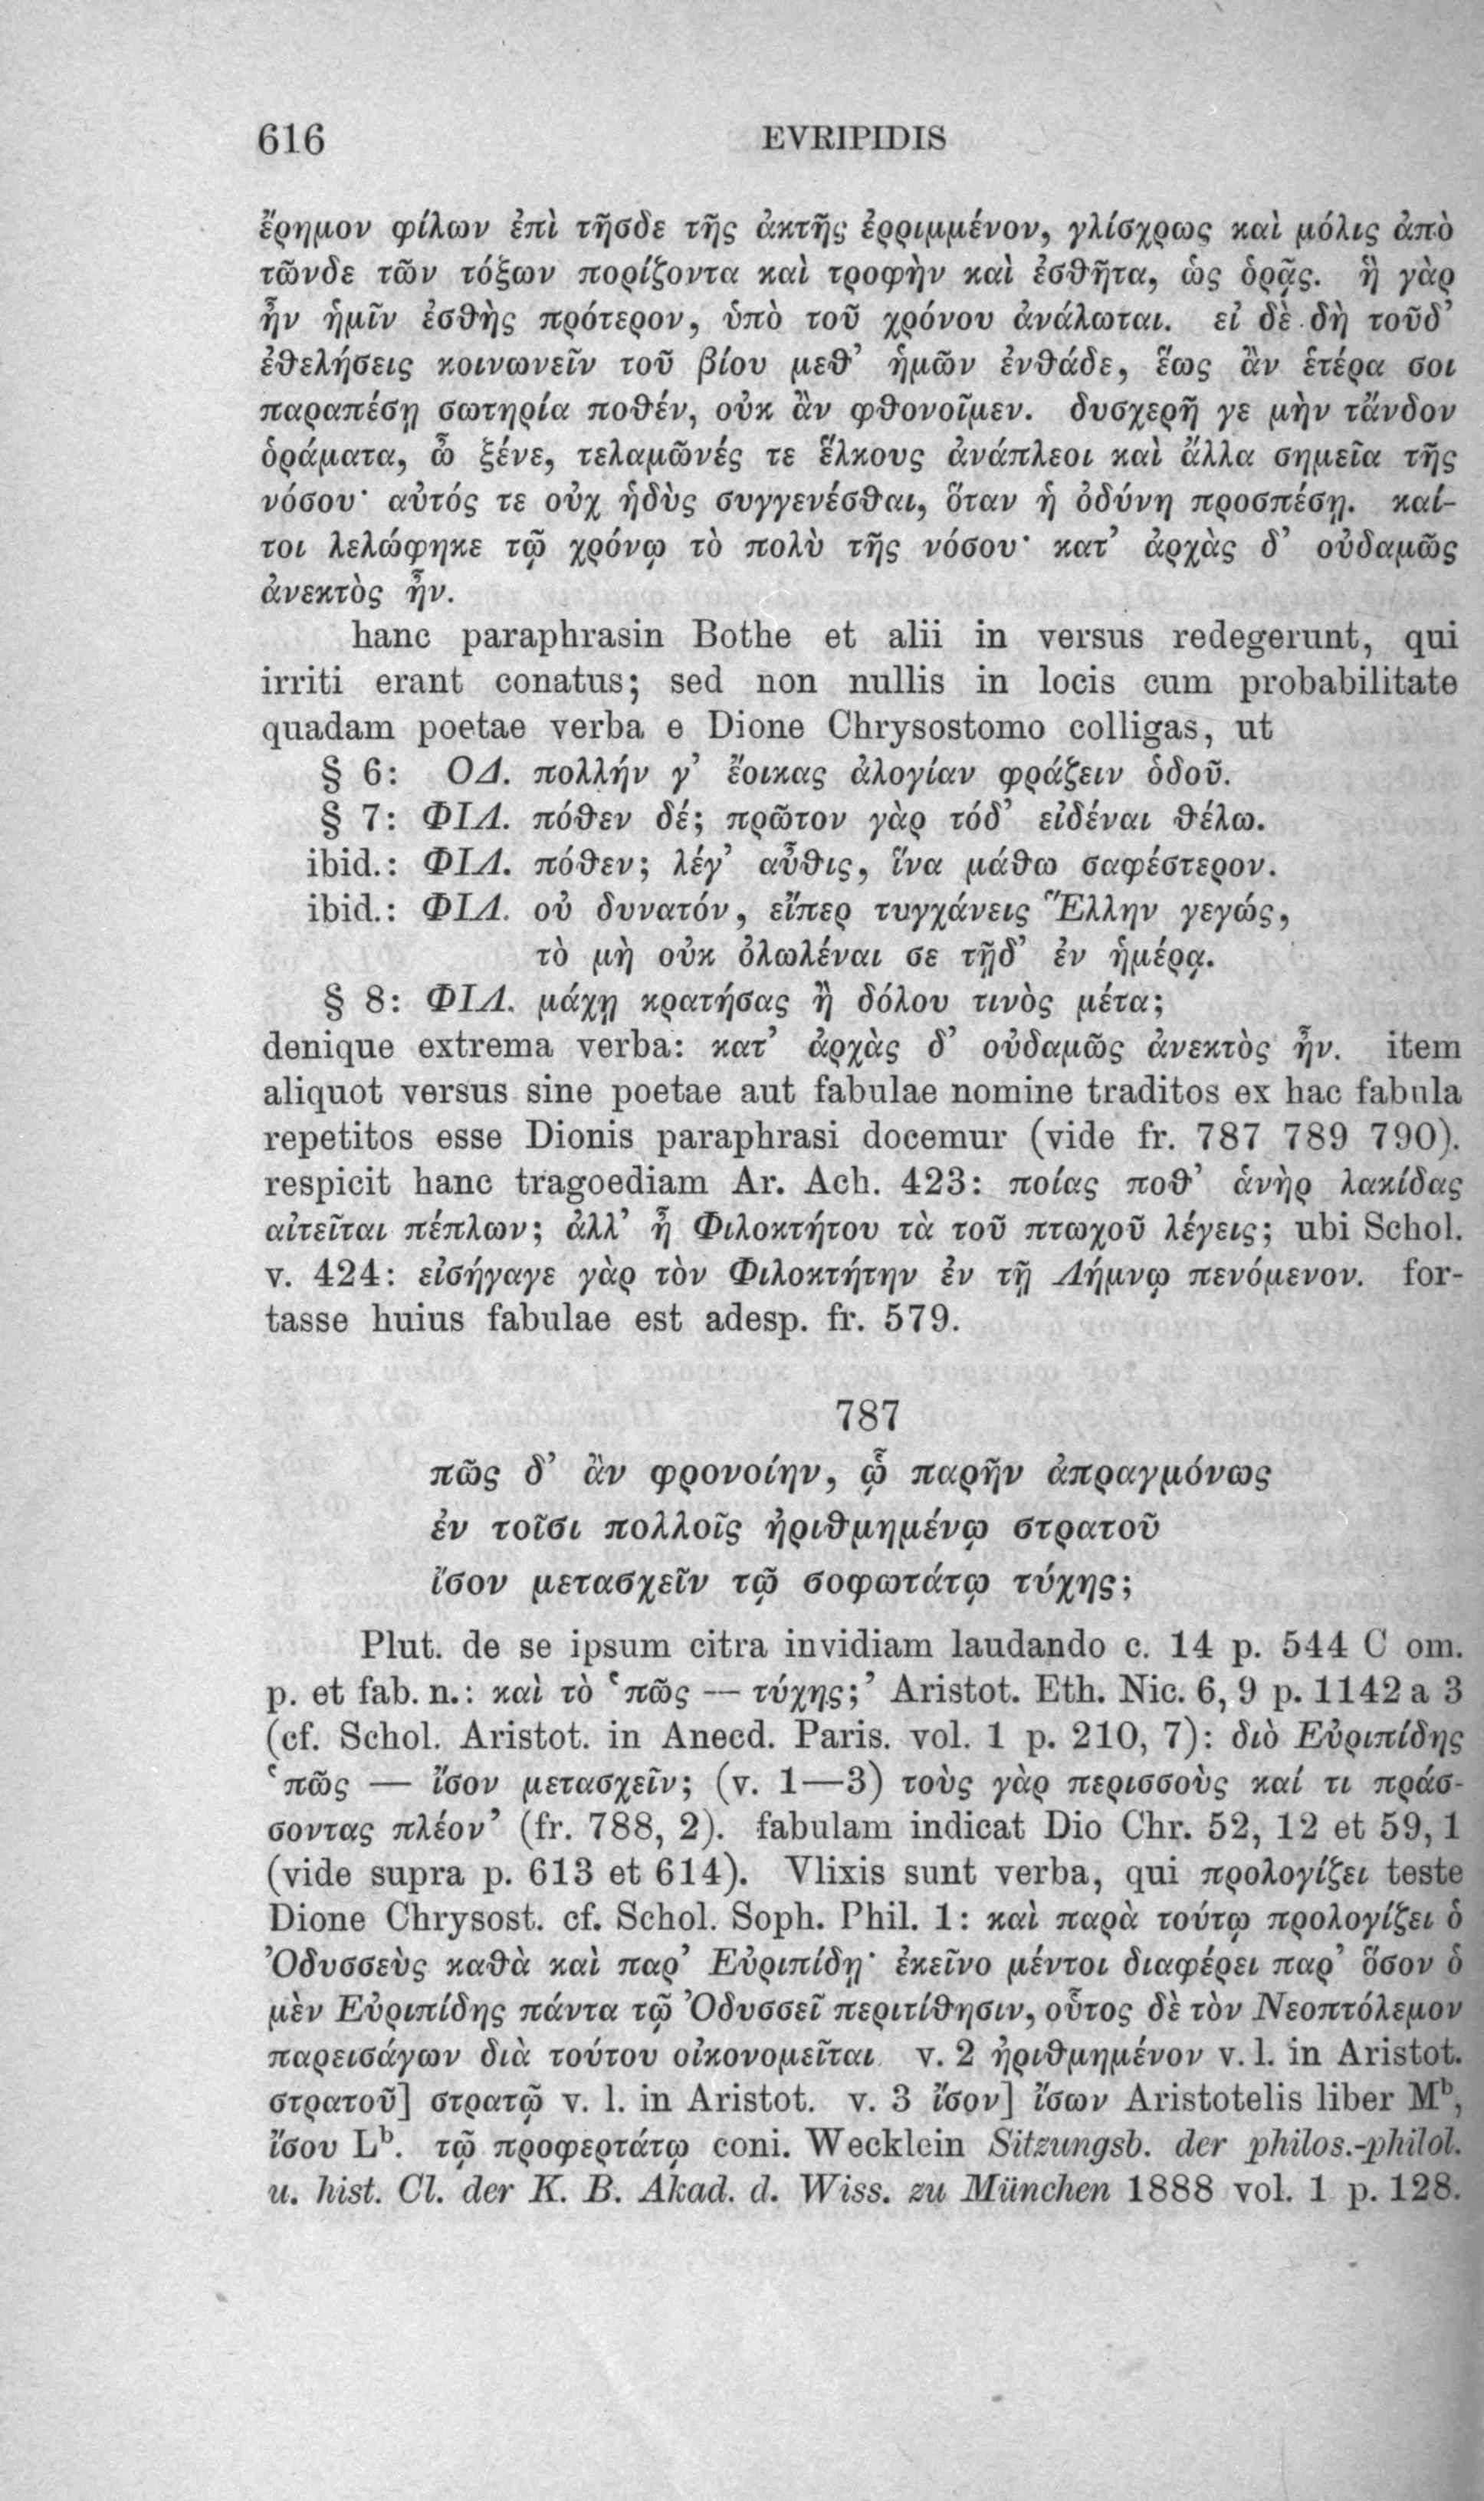 616 EVRIPIDIS
ἔρημον φίλων ἐπὶ τῆσδε τῆς ἀκτῆς ἐρριμμένον, γλίσχρως καὶ μόλις ἀπὸ
τῶνδε τῶν τόξων πορίζοντα καὶ τροφὴν καὶ ἐσθῆτα, ὡς ὁρᾷς. ἣ γὰρ
ἦν ἡμῖν ἐσθὴς πρότερον, ὑπὸ τοῦ χρόνου ἀνάλωται. εἰ δὲ δὴ τοῦδ’
ἐθελήσεις κοινωνεῖν τοῦ βίου μεθ’ ἡμῶν ἐνθάδε, ἕως ἂν ἑτέρα σοι
παραπέσῃ σωτηρία ποθέν, οὐκ ἂν φθονοῖμεν. δυσχερῆ γε μὴν τἄνδον
ὁράματα, ὦ ξένε, τελαμῶνές τε ἕλκους ἀνάπλεοι καὶ ἄλλα σημεῖα τῆς
νόσου· αὐτός τε οὐχ ἡδὺς συγγενέσθαι, ὅταν ἡ ὀδύνη προσπέσῃ. καί-
τοι λελώφηκε τῷ χρόνῳ τὸ πολὺ τῆς νόσου· κατ’ ἀρχὰς δ’ οὐδαμῶς
ἀνεκτὸς ἦν.
hanc paraphrasin Bothe et alii in versus redegerunt, qui
irriti erant conatus; sed non nullis in locis cum probabilitate
quadam poetae verba e Dione Chrysostomo colligas, ut
§ 6: ΟΔ. πολλήν γ’ ἔοικας ἀλογίαν φράζειν ὁδοῦ.
§ 7: ΦΙΛ. πόθεν δέ; πρῶτον γὰρ τόδ’ εἰδέναι θέλω.
ibid.: ΦΙΛ. πόθεν; λέγ’ αὖθις, ἵνα μάθω σαφέστερον.
ibid.: ΦΙΛ. οὐ δυνατόν, εἴπερ τυγχάνεις Ἕλλην γεγώς,
τὸ μὴ οὐκ ὀλωλέναι σε τῇδ’ ἐν ἡμέρᾳ.
§ 8: ΦΙΛ. μάχῃ κρατήσας ἢ δόλου τινὸς μέτα;
denique extrema verba: κατ’ ἀρχὰς δ’ οὐδαμῶς ἀνεκτὸς ἦν. item
aliquot versus sine poetae aut fabulae nomine traditos ex hac fabula
repetitos esse Dionis paraphrasi docemur (vide fr. 787 789 790).
respicit hanc tragoediam Ar. Ach. 423: ποίας ποθ’ ἁνὴρ λακίδας
αἰτεῖται πέπλων; ἀλλ’ ἦ Φιλοκτήτου τὰ τοῦ πτωχοῦ λέγεις; ubi Schol.
v. 424: εἰσήγαγε γὰρ τὸν Φιλοκτήτην ἐν τῇ Λήμνῳ πενόμενον. for-
tasse huius fabulae est adesp. fr. 579.
787
πῶς δ’ ἂν φρονοίην, ᾧ παρῆν ἀπραγμόνως
ἐν τοῖσι πολλοῖς ἠριθμημένῳ στρατοῦ
ἴσον μετασχεῖν τῷ σοφωτάτῳ τύχης;
Plut. de se ipsum citra invidiam laudando c. 14 p. 544 C om.
p. et fab. n.: καὶ τὸ ‘πῶς — τύχης;’ Aristot. Eth. Nic. 6, 9 p. 1142 a 3
(cf. Schol. Aristot. in Anecd. Paris. vol. 1 p. 210, 7): διὸ Εὐριπίδης
‘πῶς — ἴσον μετασχεῖν; (v. 1—3) τοὺς γὰρ περισσοὺς καί τι πράσ-
σοντας πλέον’ (fr. 788, 2). fabulam indicat Dio Chr. 52, 12 et 59, 1
(vide supra p. 613 et 614). Vlixis sunt verba, qui προλογίζει teste
Dione Chrysost. cf. Schol. Soph. Phil. 1: καὶ παρὰ τούτῳ προλογίζει ὁ
Ὀδυσσεὺς καθὰ καὶ παρ’ Εὐριπίδῃ· ἐκεῖνο μέντοι διαφέρει παρ’ ὅσον ὁ
μὲν Εὐριπίδης πάντα τῷ Ὀδυσσεῖ περιτίθησιν, οὗτος δὲ τὸν Νεοπτόλεμον
παρεισάγων διὰ τούτου οἰκονομεῖται. v. 2 ἠριθμημένον v. l. in Aristot.
στρατοῦ] στρατῷ v. l. in Aristot. v. 3 ἴσον] ἴσων Aristotelis liber Mᵇ,
ἴσου Lᵇ. τῷ προφερτάτῳ coni. Wecklein Sitzungsb. der philos.-philol.
u. hist. Cl. der K. B. Akad. d. Wiss. zu München 1888 vol. 1 p. 128.